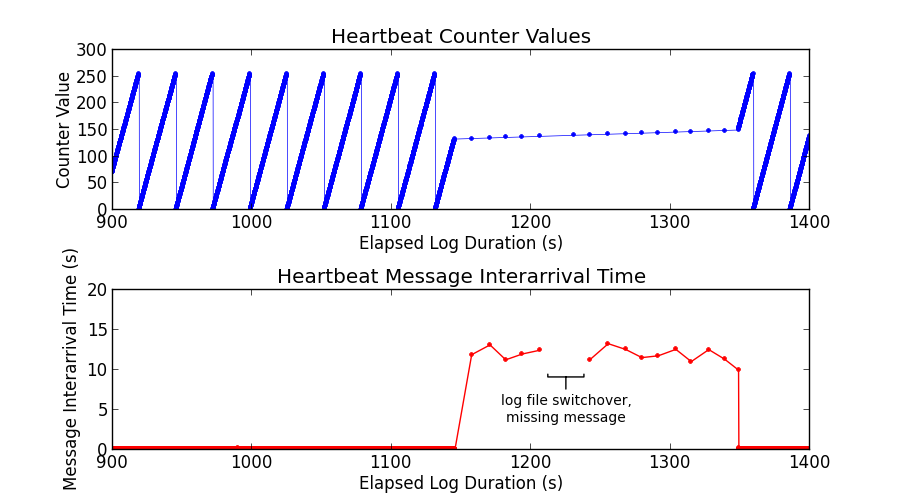 Heartbeat Counter Values
300
250
200
150
100
50
0
Counter Value
900 1000 1100 1200 1300 1400
Elapsed Log Duration (s)
Heartbeat Message Interarrival Time
20
15
10
5
0
Message Interarrival Time (s)
log file switchover,
missing message
900 1000 1100 1200 1300 1400
Elapsed Log Duration (s)